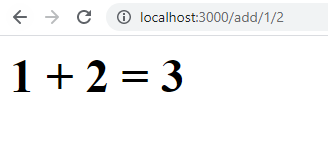 localhost:3000/add/1/2
1 + 2 = 3